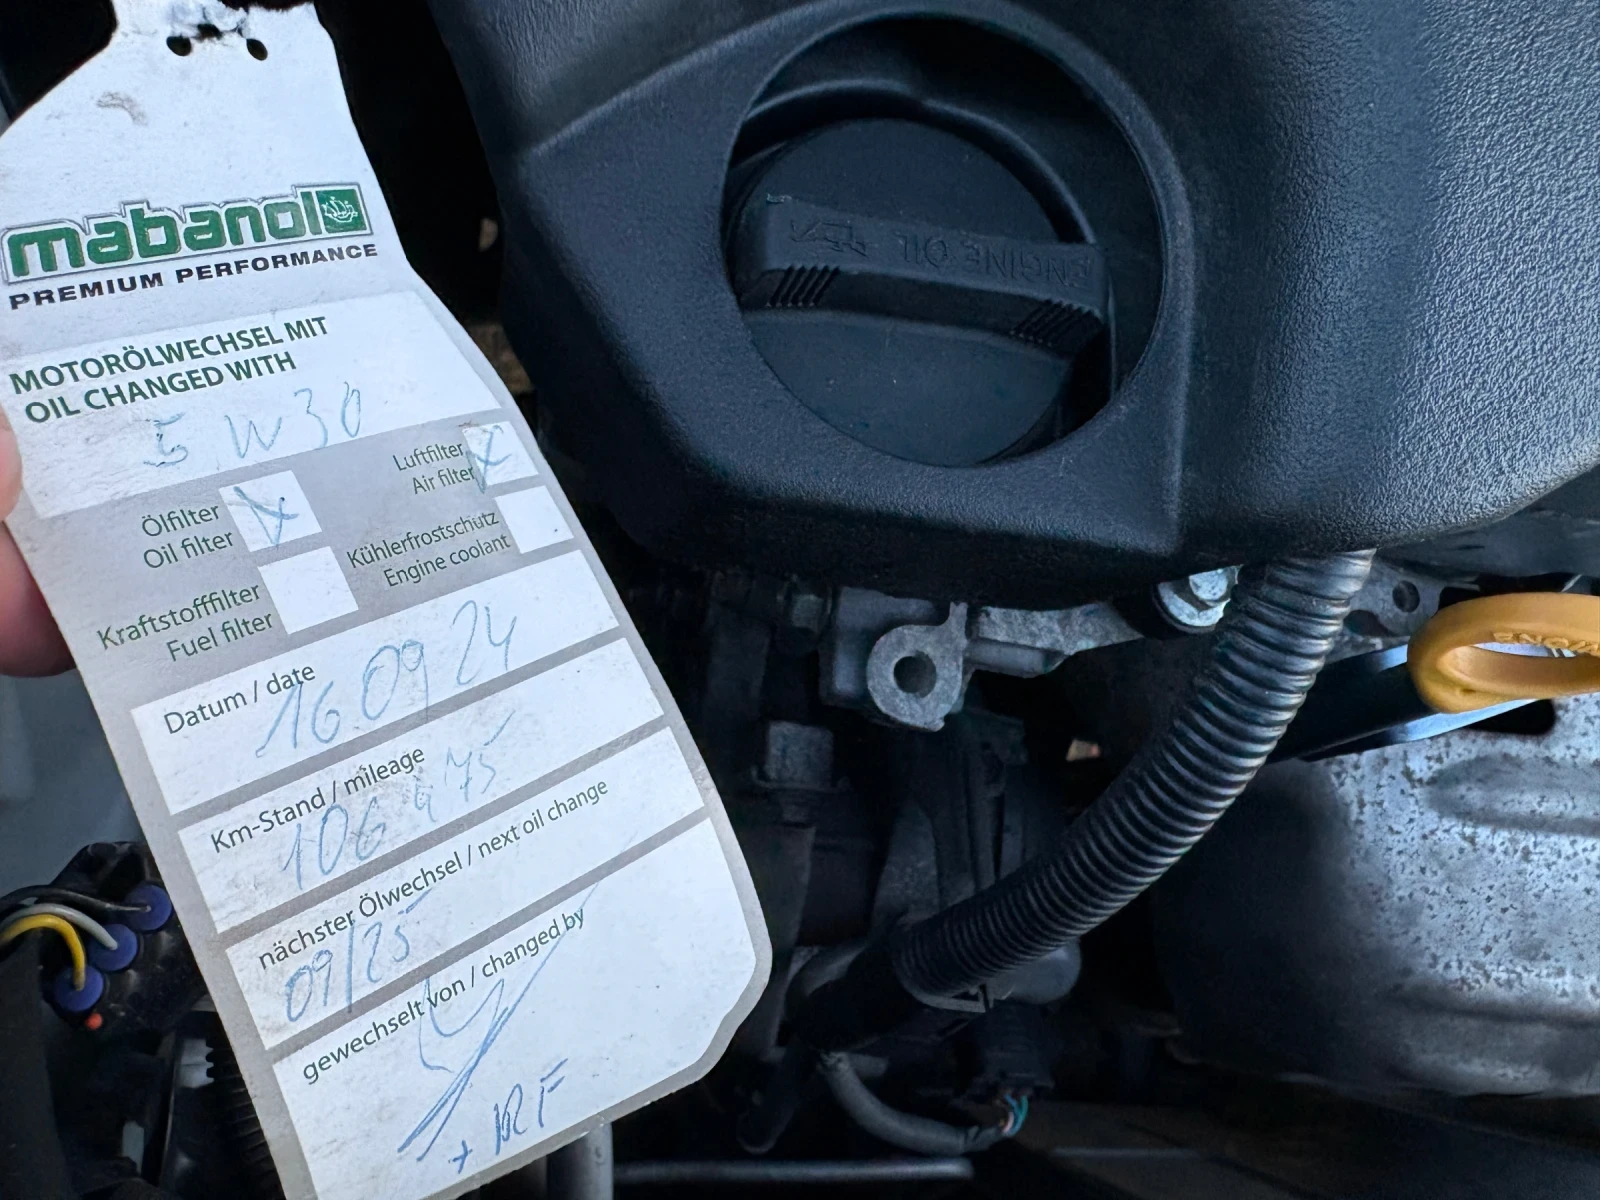 mabanol
PREMIUM PERFORMANCE
MOTORÖLWECHSEL MIT
OIL CHANGED WITH
5W30
Ölfilter
Oil filter
X
Luftfilter
Air filter
X
Kraftstofffilter
Fuel filter
Kühlerfrostschutz
Engine coolant
Datum / date
16.09 24
Km-Stand / mileage
106 475
nächster Ölwechsel / next oil change
09/25
gewechselt von / changed by
ENGINE OIL